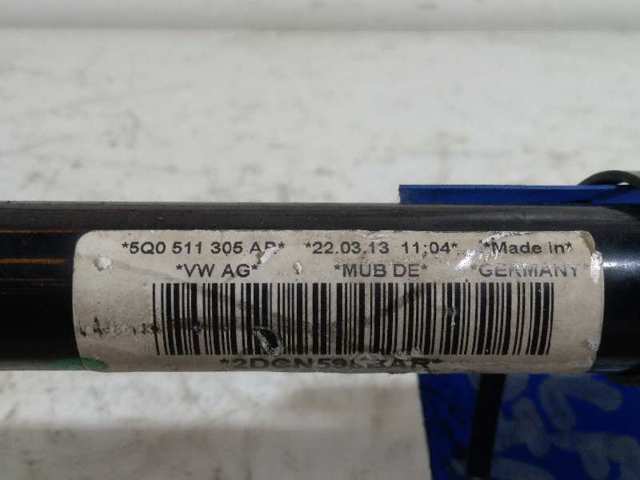 *5Q0 511 305 AP* *22.03.13 11:04* *Made in*
*VW AG* *MUB DE* *GERMANY